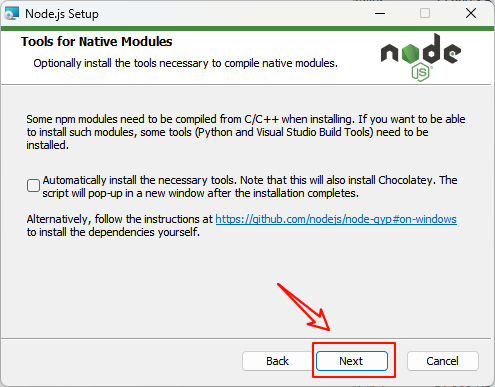 Node.js Setup
Tools for Native Modules
Optionally install the tools necessary to compile native modules.
node
JS
Some npm modules need to be compiled from C/C++ when installing. If you want to be able
to install such modules, some tools (Python and Visual Studio Build Tools) need to be
installed.
Automatically install the necessary tools. Note that this will also install Chocolatey. The
script will pop-up in a new window after the installation completes.
Alternatively, follow the instructions at https://github.com/nodejs/node-gyp#on-windows
to install the dependencies yourself.
Back Next Cancel